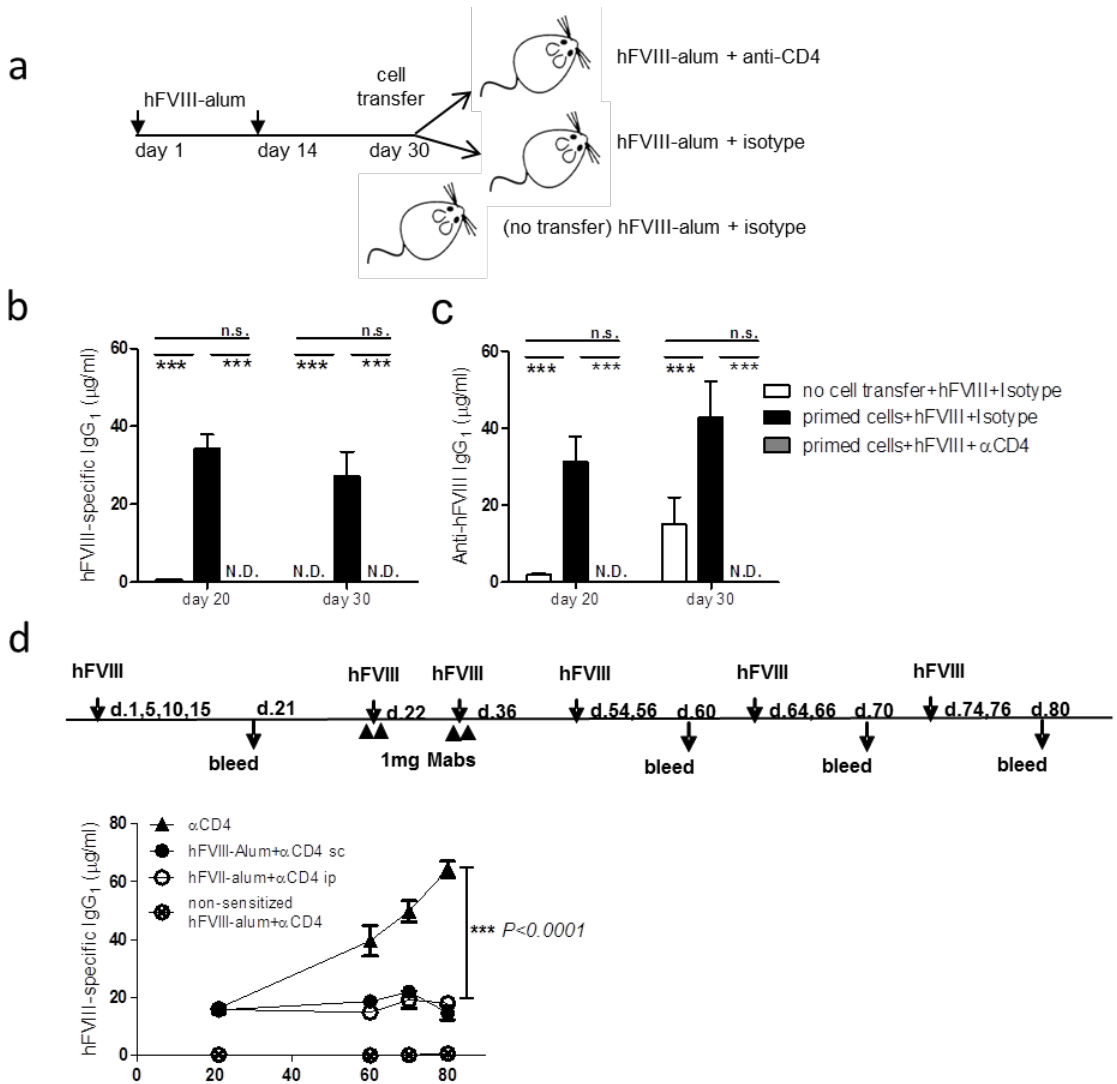 a
hFVIII-alum
cell
transfer
day 1
day 14
day 30
hFVIII-alum + anti-CD4
hFVIII-alum + isotype
(no transfer) hFVIII-alum + isotype
b
hFVIII-specific IgG1 (μg/ml)
60
40
20
0
n.s.
n.s.
*** *** *** ***
N.D. N.D. N.D.
day 20 day 30
c
Anti-hFVIII IgG1 (μg/ml)
60
40
20
0
n.s.
n.s.
*** *** *** ***
N.D. N.D.
day 20 day 30
no cell transfer+hFVIII+Isotype
primed cells+hFVIII+Isotype
primed cells+hFVIII+αCD4
d
hFVIII hFVIII hFVIII hFVIII hFVIII hFVIII
d.1,5,10,15 d.21 d.22 d.36 d.54,56 d.60 d.64,66 d.70 d.74,76 d.80
bleed 1mg Mabs bleed bleed bleed
hFVIII-specific IgG1 (μg/ml)
80
60
40
20
0
αCD4
hFVIII-Alum+αCD4 sc
hFVII-alum+αCD4 ip
non-sensitized
hFVIII-alum+αCD4
*** P<0.0001
0 20 40 60 80